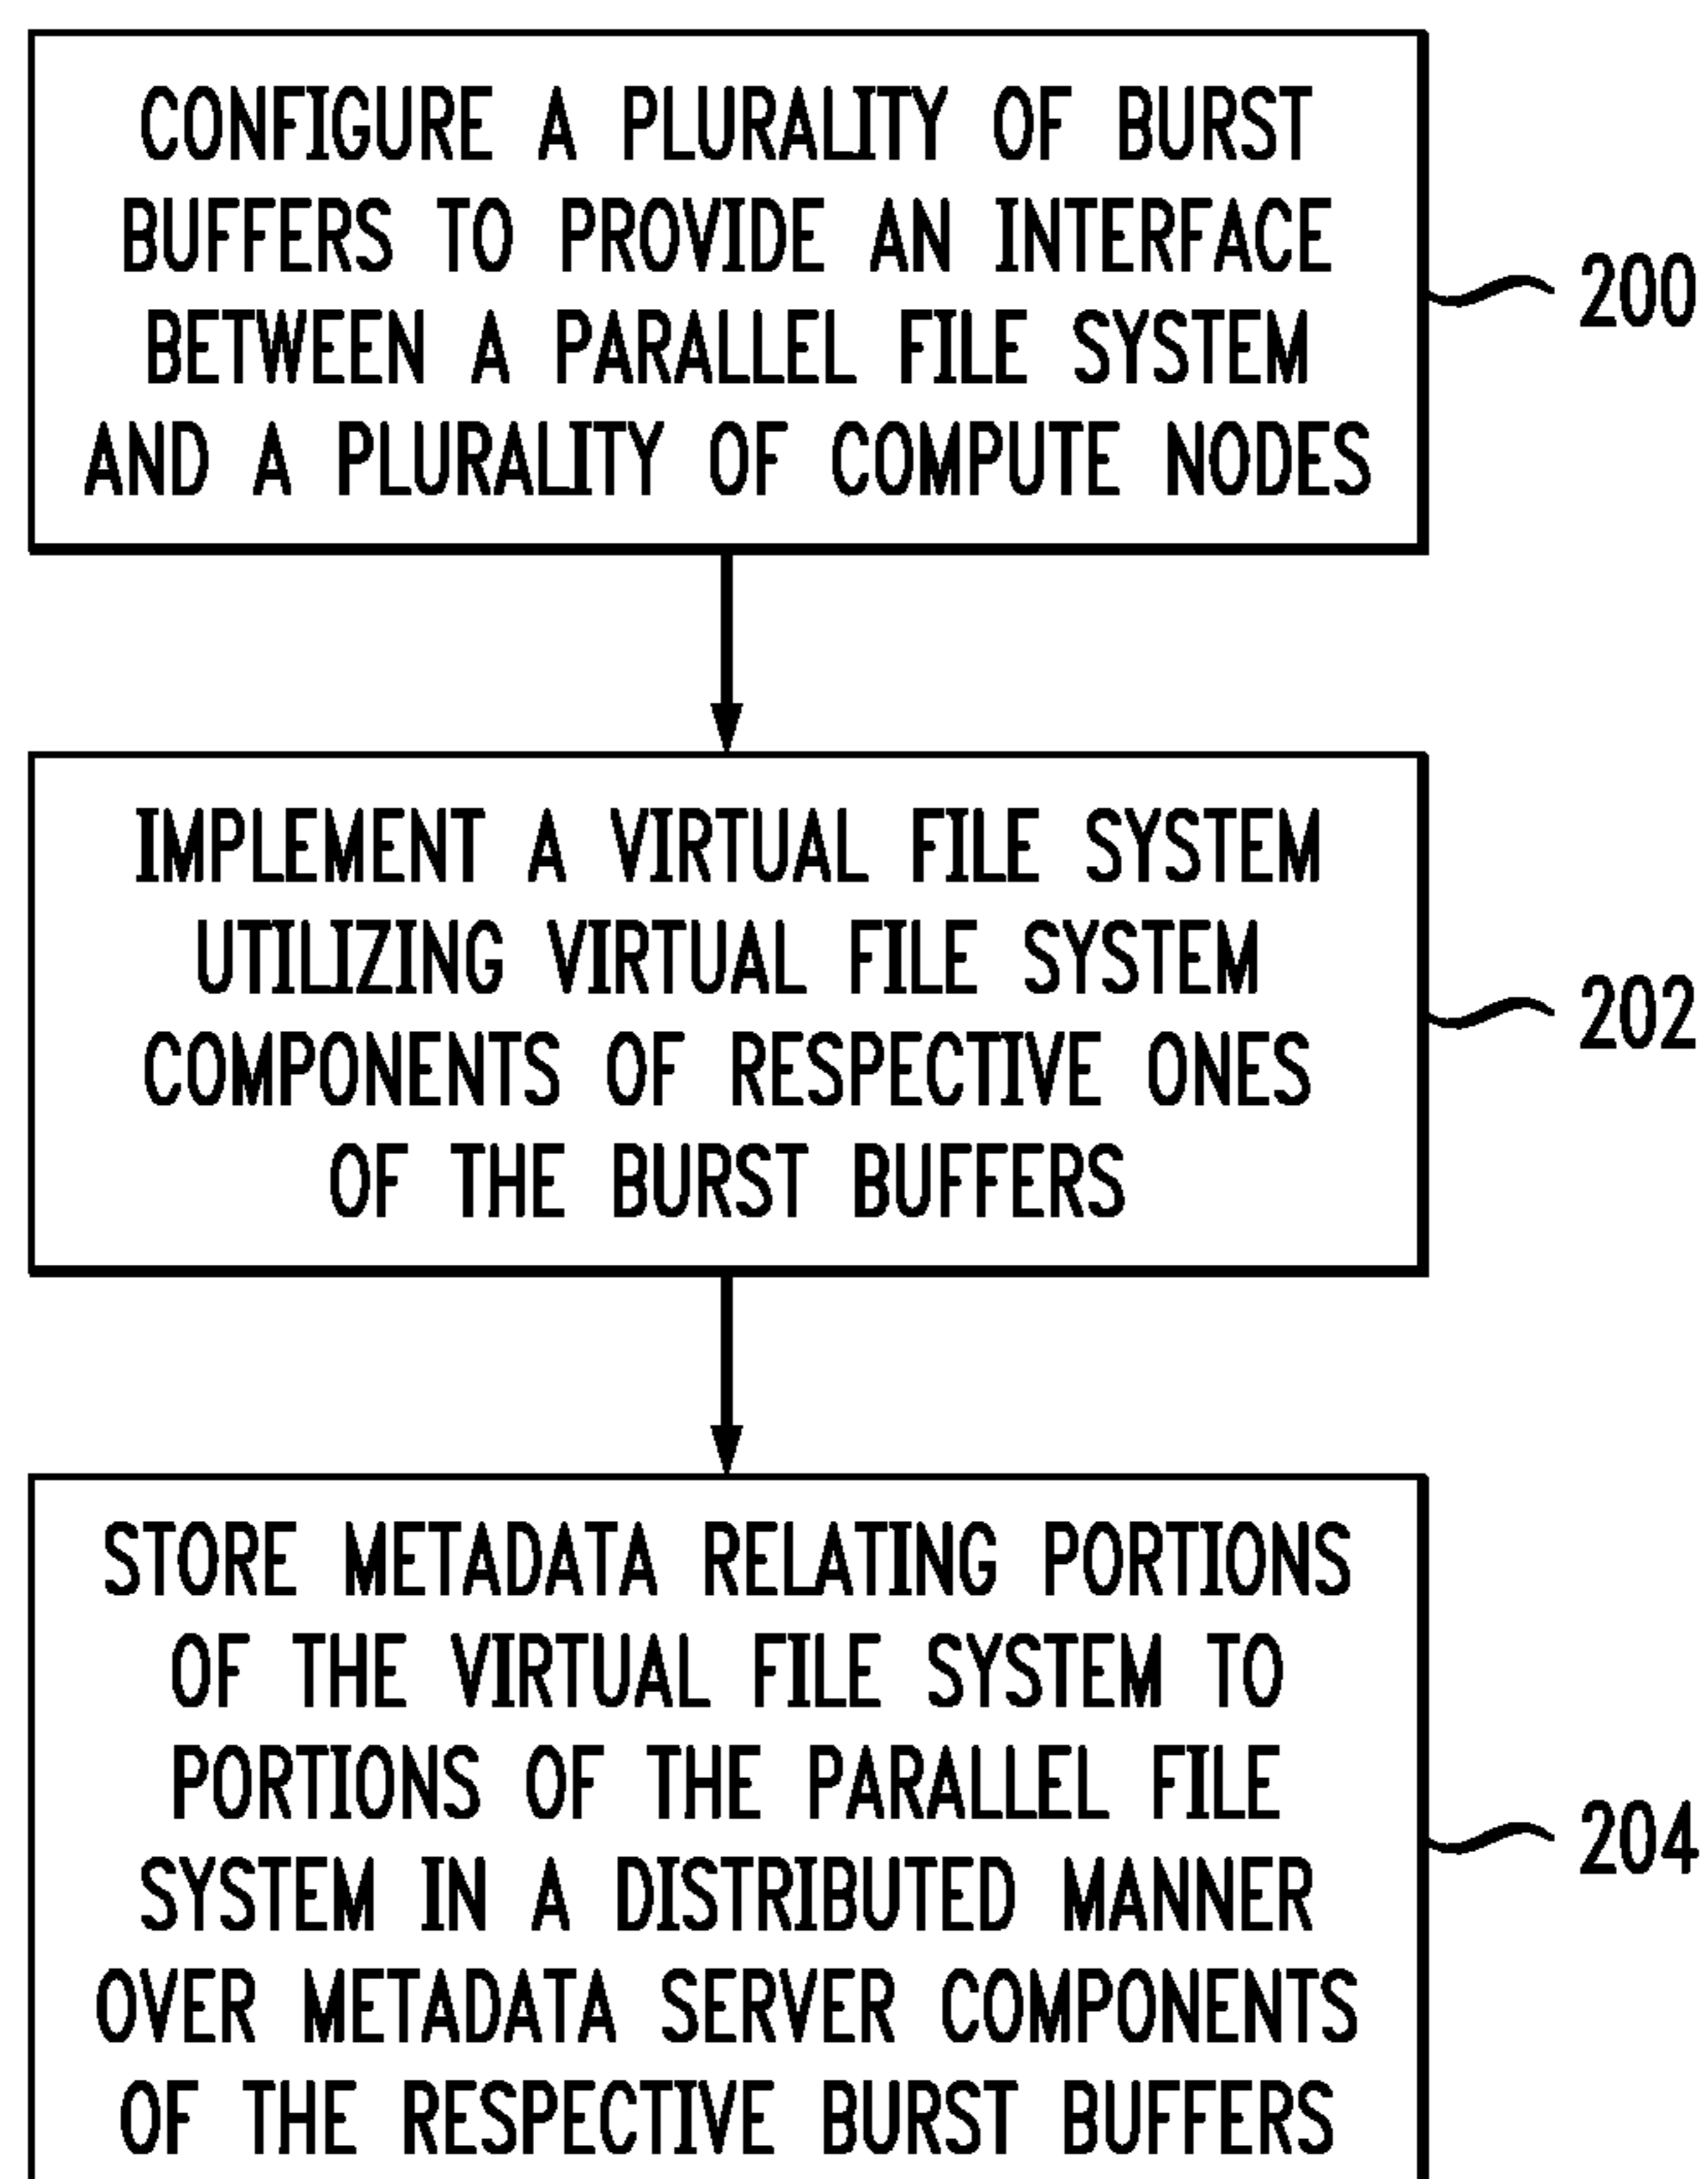 CONFIGURE A PLURALITY OF BURST
BUFFERS TO PROVIDE AN INTERFACE
BETWEEN A PARALLEL FILE SYSTEM
AND A PLURALITY OF COMPUTE NODES
200
IMPLEMENT A VIRTUAL FILE SYSTEM
UTILIZING VIRTUAL FILE SYSTEM
COMPONENTS OF RESPECTIVE ONES
OF THE BURST BUFFERS
202
STORE METADATA RELATING PORTIONS
OF THE VIRTUAL FILE SYSTEM TO
PORTIONS OF THE PARALLEL FILE
SYSTEM IN A DISTRIBUTED MANNER
OVER METADATA SERVER COMPONENTS
OF THE RESPECTIVE BURST BUFFERS
204